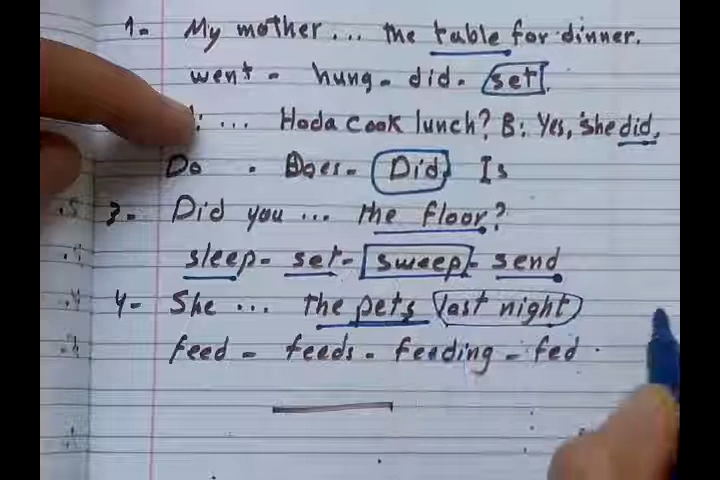 1- My mother... the table for dinner.
went - hung - did - set.
: ... Hoda cook lunch? B: Yes, she did.
Do - Does - Did - Is
3- Did you ... the floor?
sleep - set - sweep - send
4- She ... the pets last night
feed - feeds - feeding - fed.